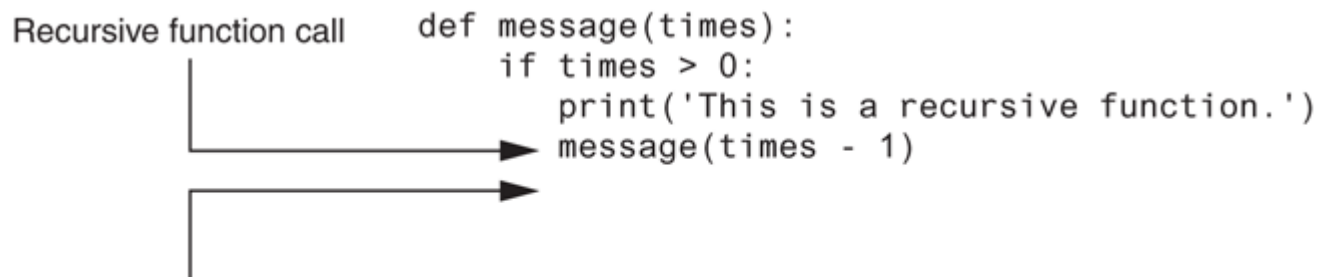 Recursive function call
def message(times):
    if times > 0:
        print('This is a recursive function.')
        message(times - 1)